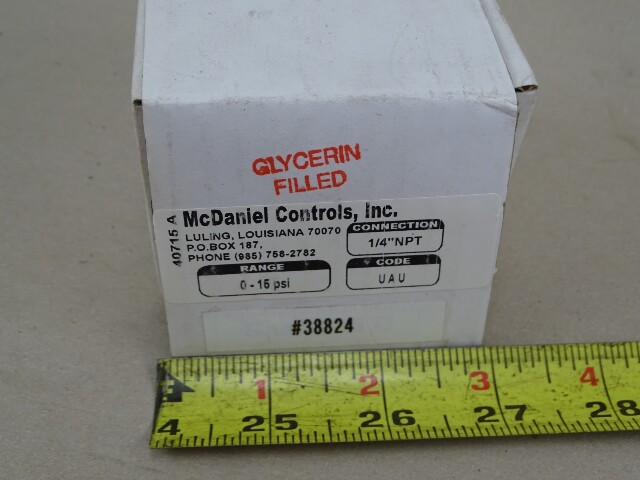 GLYCERIN
FILLED
40715 A
McDaniel Controls, Inc.
LULING, LOUISIANA 70070
P.O.BOX 187,
PHONE (985) 758-2782
CONNECTION
1/4"NPT
RANGE
0 - 15 psi
CODE
UAU
#38824
1 2 3 4
4 25 26 27 28